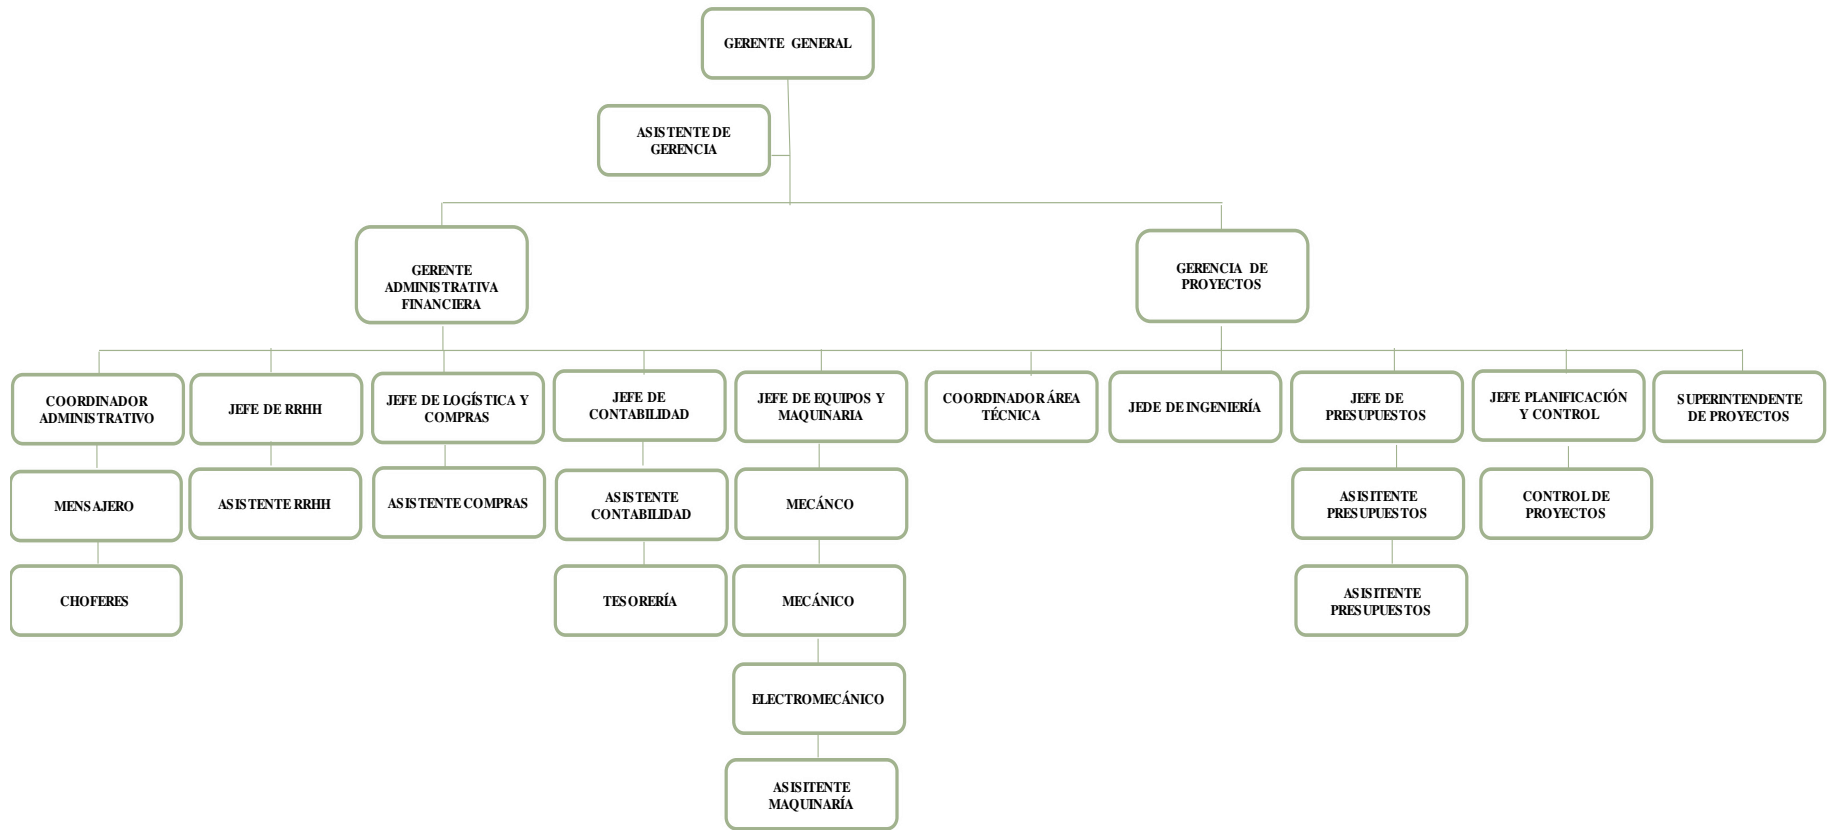 GERENTE GENERAL
ASISTENTE DE
GERENCIA
GERENTE
ADMINISTRATIVA
FINANCIERA
GERENCIA DE
PROYECTOS
COORDINADOR
ADMINISTRATIVO
JEFE DE RRHH
JEFE DE LOGÍSTICA Y
COMPRAS
JEFE DE
CONTABILIDAD
JEFE DE EQUIPOS Y
MAQUINARIA
COORDINADOR ÁREA
TÉCNICA
JEDE DE INGENIERÍA
JEFE DE
PRESUPUESTOS
JEFE PLANIFICACIÓN
Y CONTROL
SUPERINTENDENTE
DE PROYECTOS
MENSAJERO
ASISTENTE RRHH
ASISTENTE COMPRAS
ASISTENTE
CONTABILIDAD
MECÁNCO
ASISITENTE
PRESUPUESTOS
CONTROL DE
PROYECTOS
CHOFERES
TESORERÍA
MECÁNICO
ASISITENTE
PRESUPUESTOS
ELECTROMECÁNICO
ASISITENTE
MAQUINARÍA